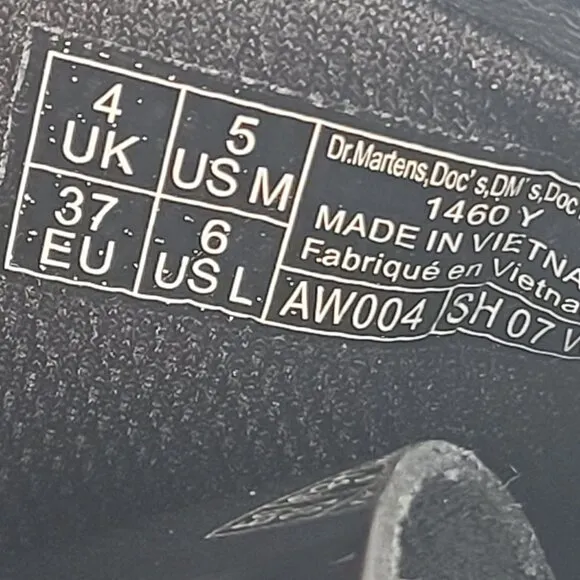 4
UK
5
US M
37
EU
6
US L
Dr.Martens,Doc's,DM's,Doc
1460 Y
MADE IN VIETNA
Fabriqué en Vietna
AW004
SH 07 V